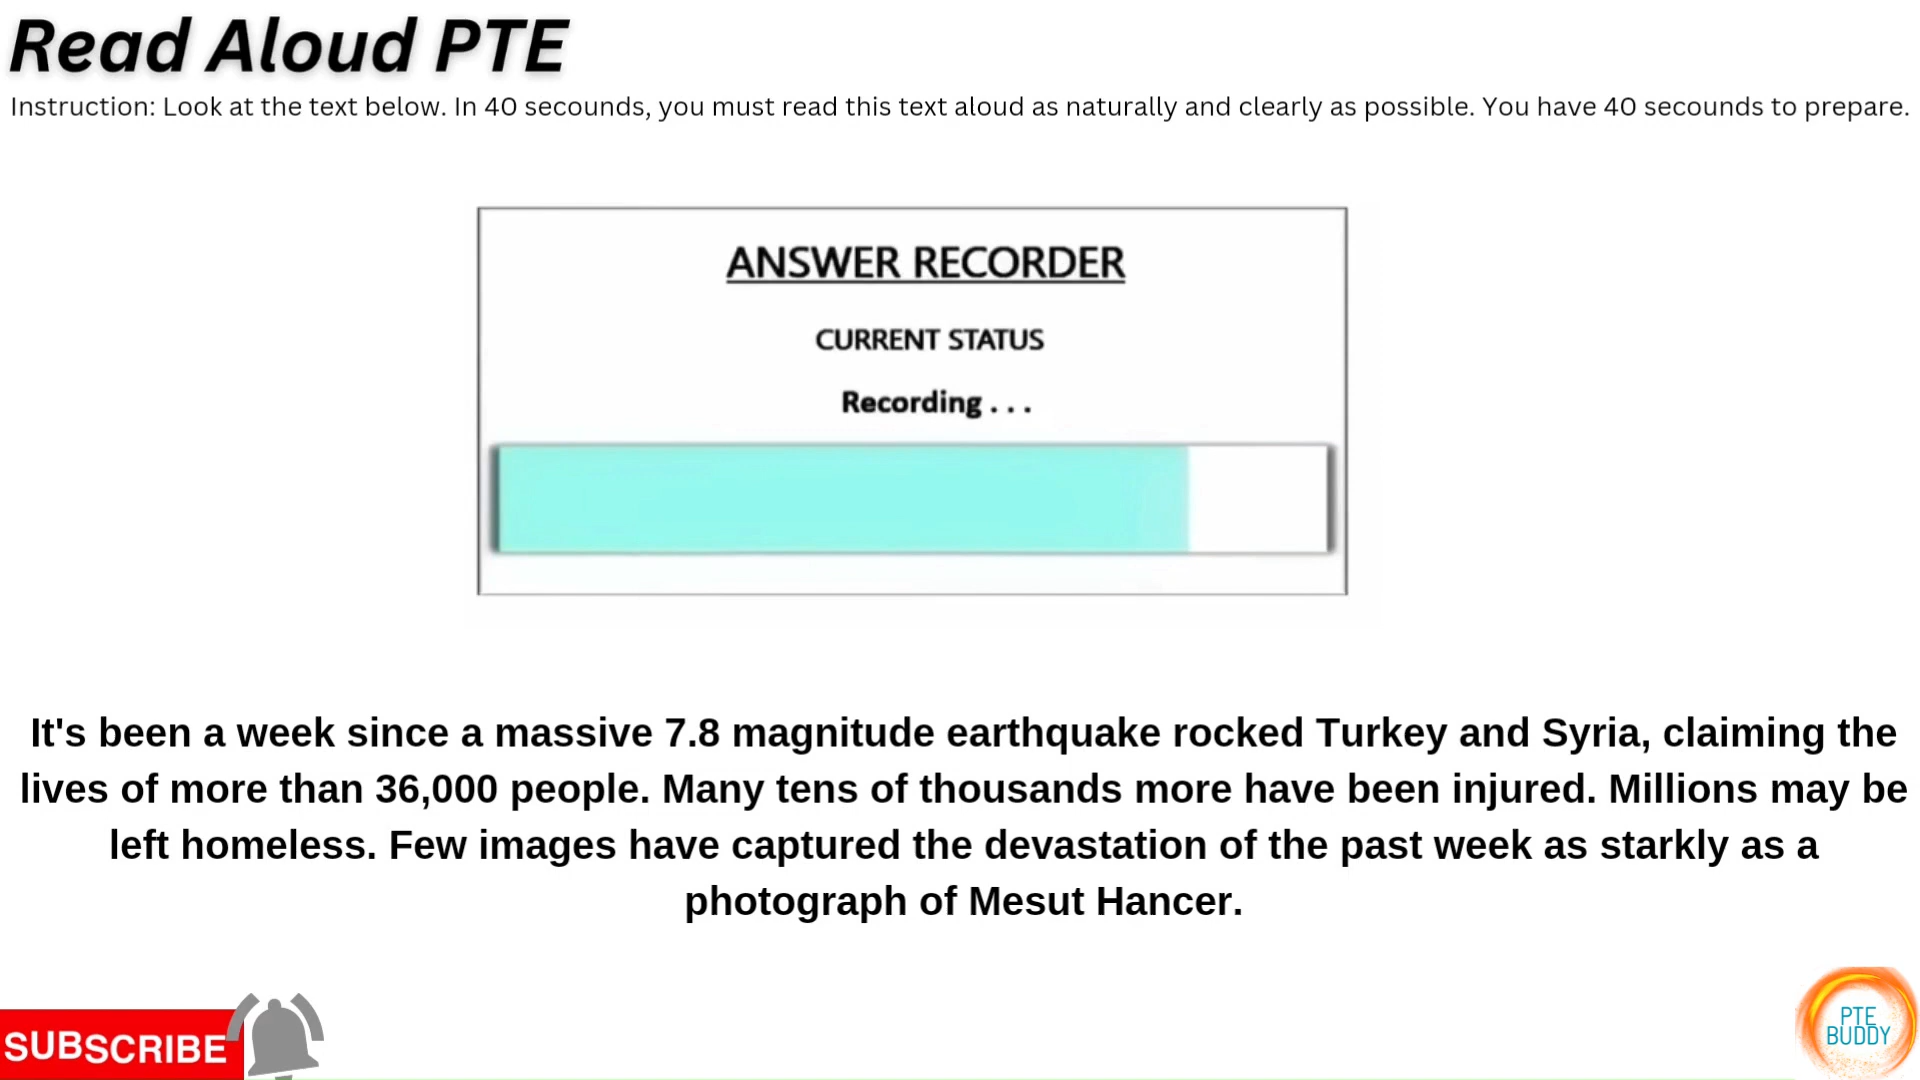 Read Aloud PTE
Instruction: Look at the text below. In 40 secounds, you must read this text aloud as naturally and clearly as possible. You have 40 secounds to prepare.
ANSWER RECORDER
CURRENT STATUS
Recording . . .
It's been a week since a massive 7.8 magnitude earthquake rocked Turkey and Syria, claiming the
lives of more than 36,000 people. Many tens of thousands more have been injured. Millions may be
left homeless. Few images have captured the devastation of the past week as starkly as a
photograph of Mesut Hancer.
SUBSCRIBE
PTE
BUDDY